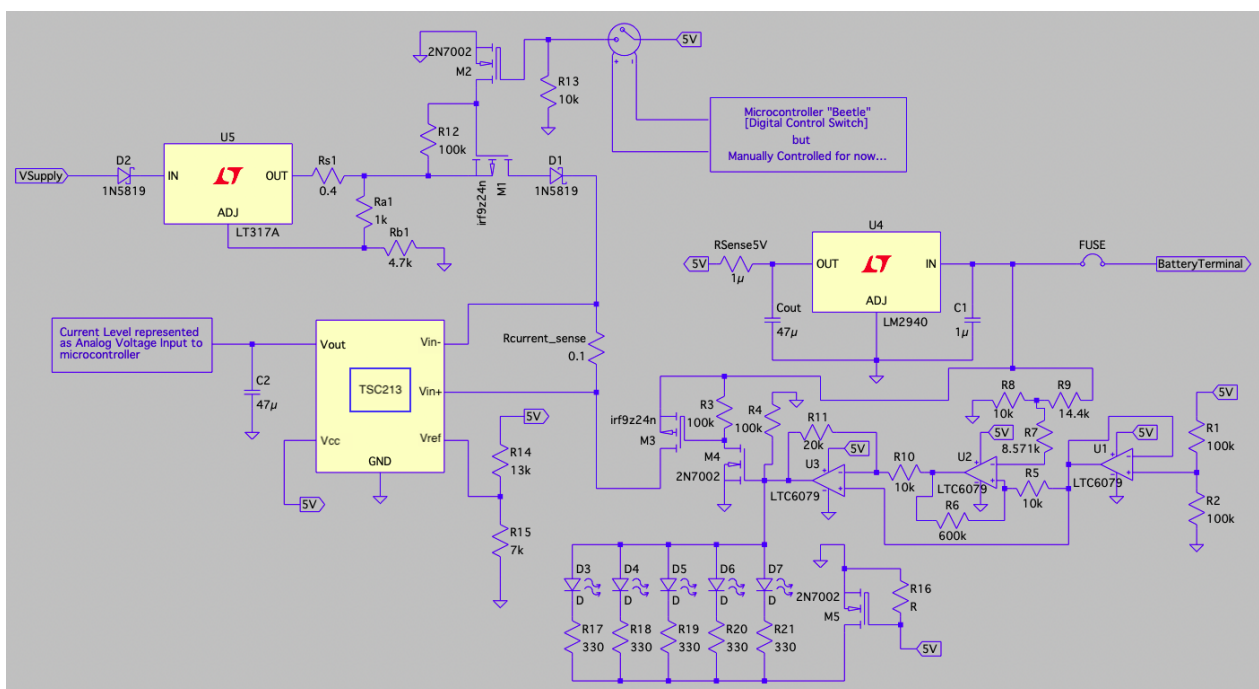 5V
2N7002
M2
R13
10k
Microcontroller "Beetle"
[Digital Control Switch]
but
Manually Controlled for now...
R12
100k
U5
VSupply
D2
1N5819
IN
OUT
ADJ
LT317A
Rs1
0.4
Ra1
1k
Rb1
4.7k
irf9z24n
M1
D1
1N5819
U4
5V
RSense5V
1µ
OUT
IN
ADJ
LM2940
Cout
47µ
C1
1µ
FUSE
BatteryTerminal
Current Level represented
as Analog Voltage Input to
microcontroller
C2
47µ
Vout
Vin-
Vin+
TSC213
Vcc
Vref
GND
5V
Rcurrent_sense
0.1
5V
R14
13k
R15
7k
irf9z24n
M3
R3
100k
R4
100k
M4
2N7002
R11
20k
5V
U3
LTC6079
R10
10k
R8
10k
R9
14.4k
R7
8.571k
5V
U2
LTC6079
R6
600k
R5
10k
5V
U1
LTC6079
5V
R1
100k
R2
100k
D3
D
D4
D
D5
D
D6
D
D7
D
R17
330
R18
330
R19
330
R20
330
R21
330
2N7002
M5
R16
R
5V